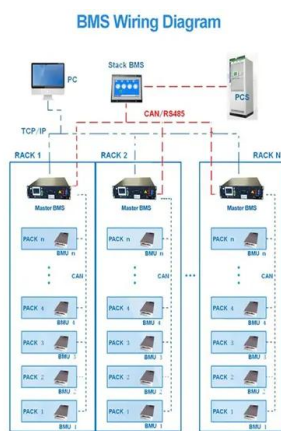 BMS Wiring Diagram
PC
Stack BMS
PCS
CAN/RS485
TCP/IP
RACK 1
RACK 2
RACK N
Master BMS
Master BMS
Master BMS
PACK n
BMU n
PACK n
BMU n
PACK n
BMU n
CAN
CAN
CAN
PACK 4
BMU 4
PACK 4
BMU 4
PACK 4
BMU 4
PACK 3
BMU 3
PACK 3
BMU 3
PACK 3
BMU 3
PACK 2
BMU 2
PACK 2
BMU 2
PACK 2
BMU 2
PACK 1
BMU 1
PACK 1
BMU 1
PACK 1
BMU 1